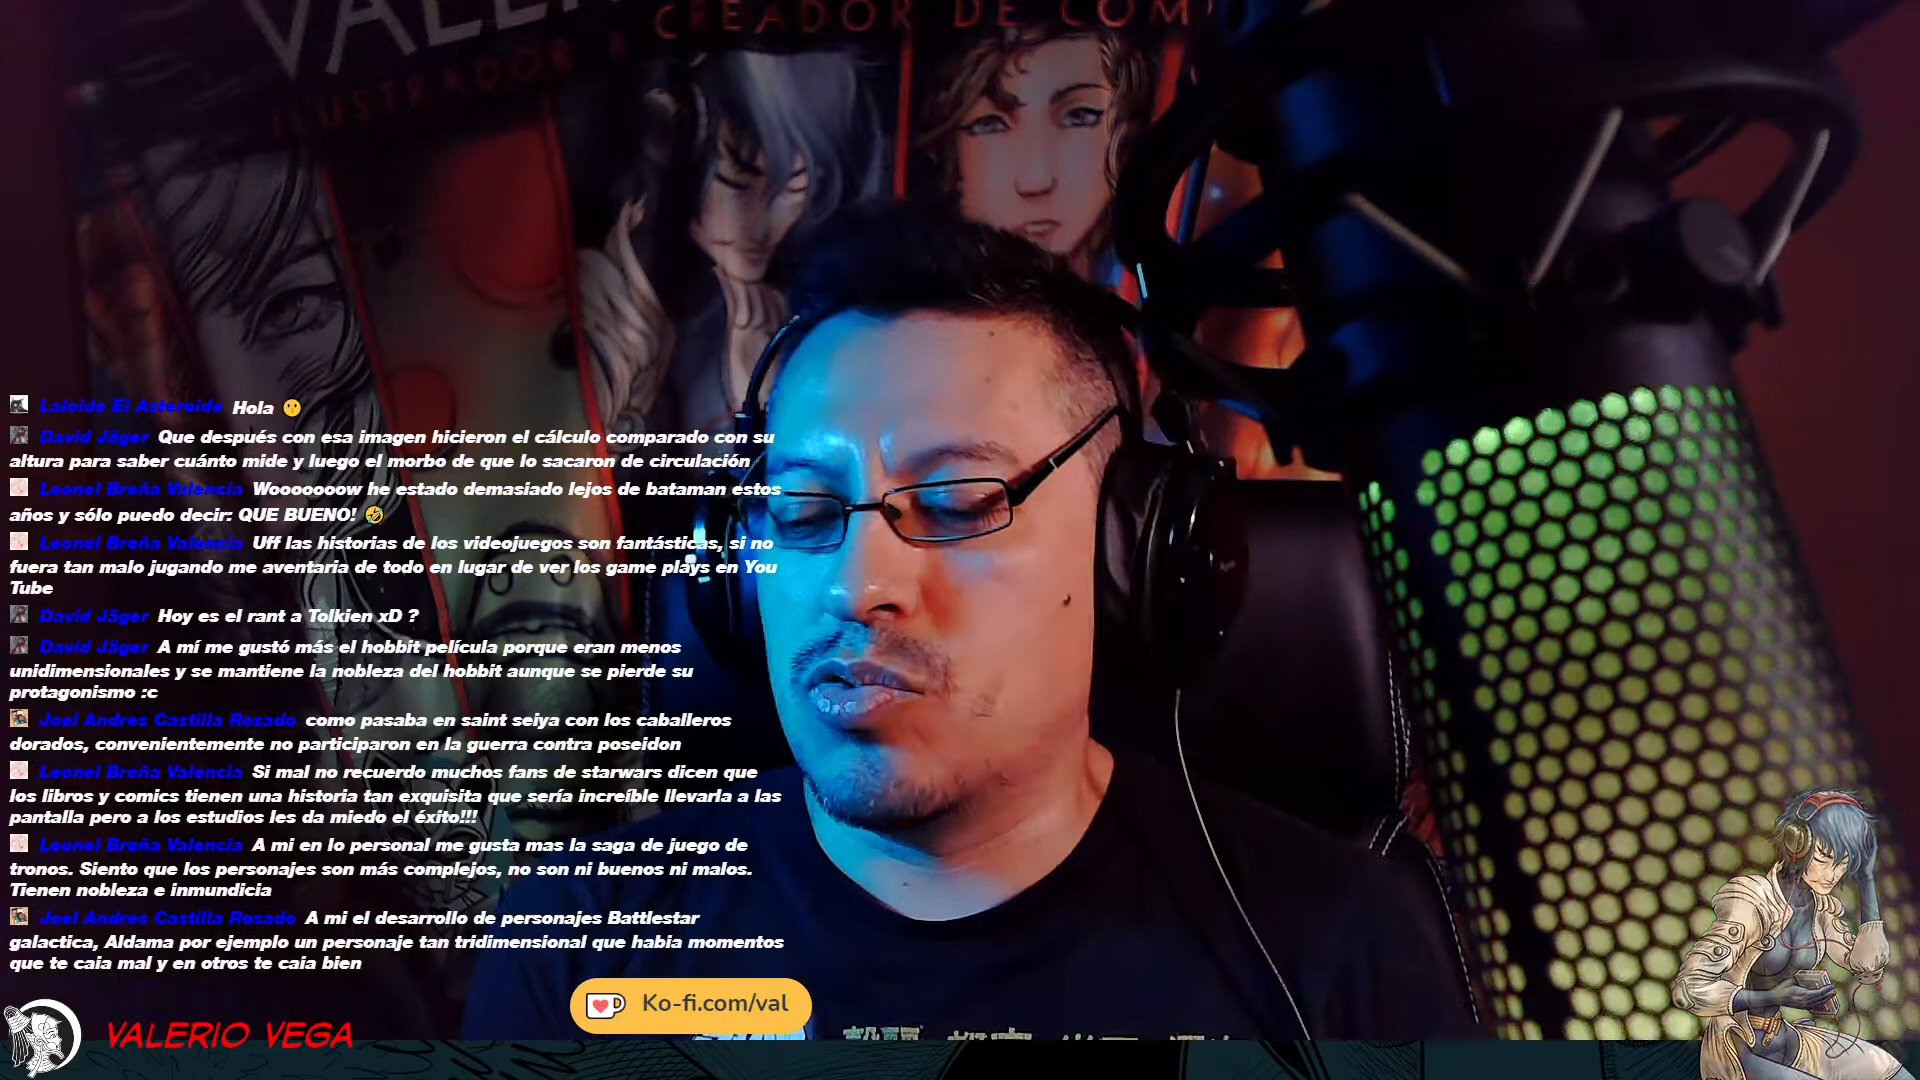 CREADOR DE COM
ILUSTRADOR
Laloide El Asteroide Hola
David Jäger Que después con esa imagen hicieron el cálculo comparado con su
altura para saber cuánto mide y luego el morbo de que lo sacaron de circulación
Leonel Breña Valencia Wooooooow he estado demasiado lejos de bataman estos
años y sólo puedo decir: QUE BUENO!
Leonel Breña Valencia Uff las historias de los videojuegos son fantásticas, si no
fuera tan malo jugando me aventaria de todo en lugar de ver los game plays en You
Tube
David Jäger Hoy es el rant a Tolkien xD ?
David Jäger A mí me gustó más el hobbit película porque eran menos
unidimensionales y se mantiene la nobleza del hobbit aunque se pierde su
protagonismo :c
Joel Andres Castilla Rosado como pasaba en saint seiya con los caballeros
dorados, convenientemente no participaron en la guerra contra poseidon
Leonel Breña Valencia Si mal no recuerdo muchos fans de starwars dicen que
los libros y comics tienen una historia tan exquisita que sería increíble llevarla a las
pantalla pero a los estudios les da miedo el éxito!!!
Leonel Breña Valencia A mi en lo personal me gusta mas la saga de juego de
tronos. Siento que los personajes son más complejos, no son ni buenos ni malos.
Tienen nobleza e inmundicia
Joel Andres Castilla Rosado A mi el desarrollo de personajes Battlestar
galactica, Aldama por ejemplo un personaje tan tridimensional que habia momentos
que te caia mal y en otros te caia bien
Ko-fi.com/val
VALERIO VEGA